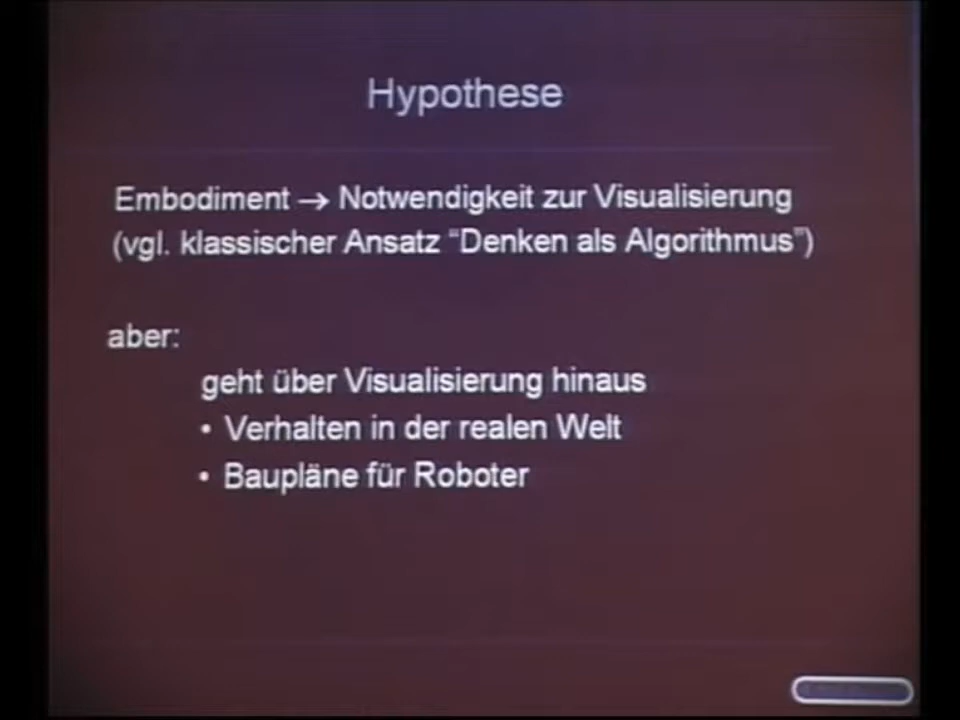 Hypothese
Embodiment → Notwendigkeit zur Visualisierung
(vgl. klassischer Ansatz “Denken als Algorithmus”)
aber:
geht über Visualisierung hinaus
• Verhalten in der realen Welt
• Baupläne für Roboter